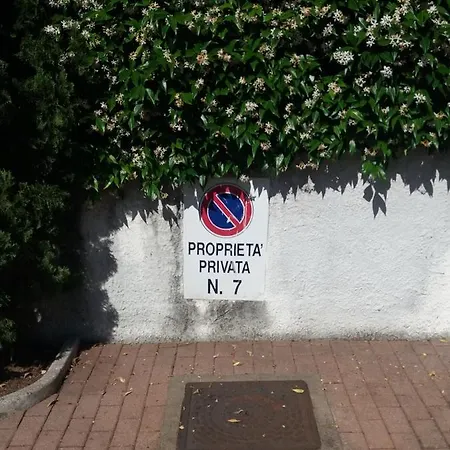 PROPRIETA'
PRIVATA
N. 7